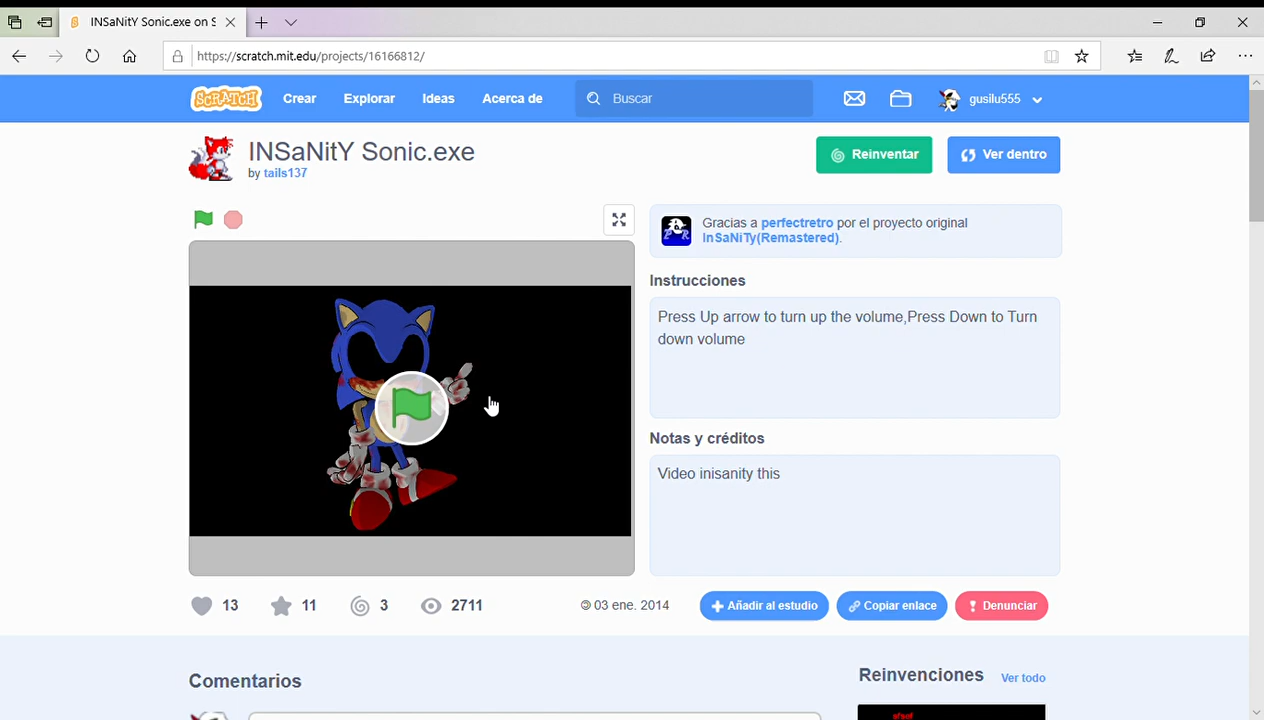 INSaNitY Sonic.exe on S
https://scratch.mit.edu/projects/16166812/
SCRATCH
Crear
Explorar
Ideas
Acerca de
Buscar
gusilu555
INSaNitY Sonic.exe
by tails137
Reinventar
Ver dentro
Gracias a perfectretro por el proyecto original
InSaNiTy(Remastered).
Instrucciones
Press Up arrow to turn up the volume,Press Down to Turn
down volume
Notas y créditos
Video inisanity this
13
11
3
2711
03 ene. 2014
Añadir al estudio
Copiar enlace
Denunciar
Comentarios
Reinvenciones
Ver todo